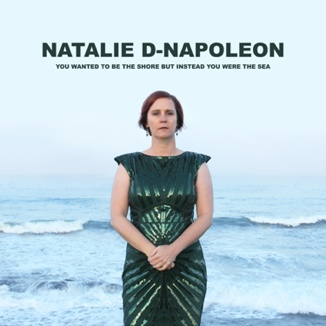 NATALIE D-NAPOLEON
YOU WANTED TO BE THE SHORE BUT INSTEAD YOU WERE THE SEA